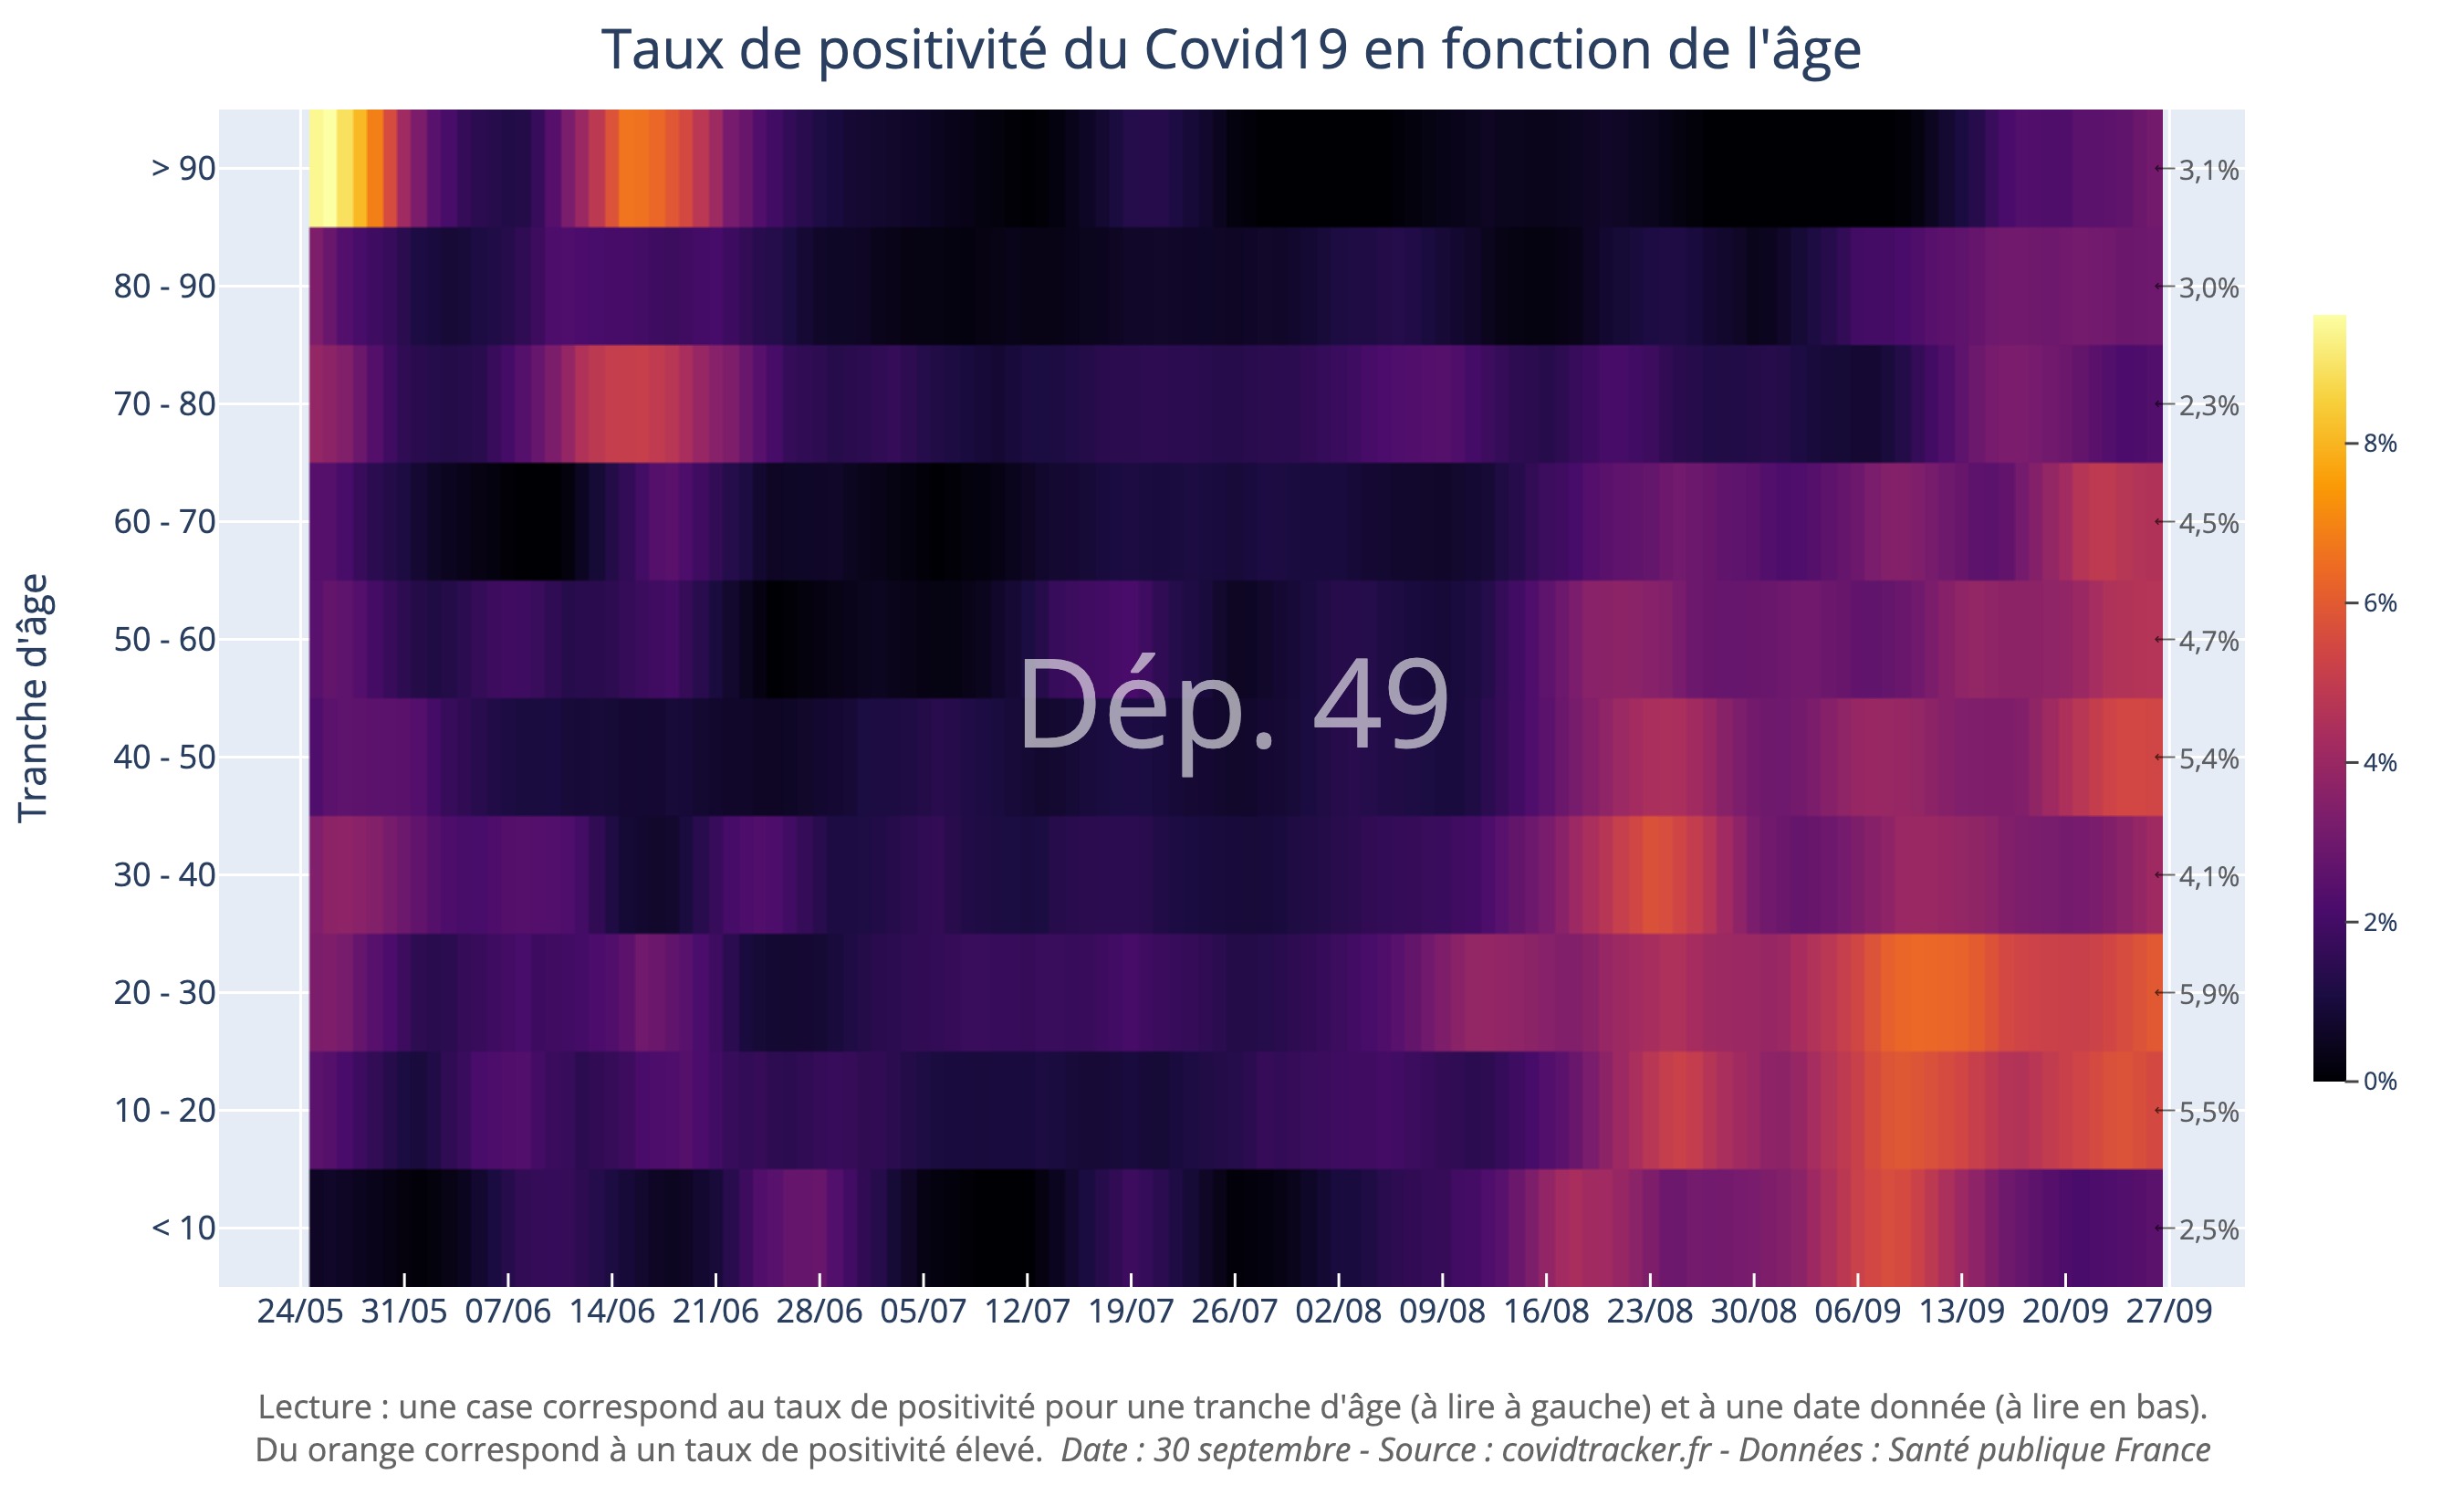 Taux de positivité du Covid19 en fonction de l'âge
Tranche d'âge
> 90
80 - 90
70 - 80
60 - 70
50 - 60
40 - 50
30 - 40
20 - 30
10 - 20
< 10
Dép. 49
3,1%
3,0%
2,3%
4,5%
4,7%
5,4%
4,1%
5,9%
5,5%
2,5%
8%
6%
4%
2%
0%
24/05 31/05 07/06 14/06 21/06 28/06 05/07 12/07 19/07 26/07 02/08 09/08 16/08 23/08 30/08 06/09 13/09 20/09 27/09
Lecture : une case correspond au taux de positivité pour une tranche d'âge (à lire à gauche) et à une date donnée (à lire en bas).
Du orange correspond à un taux de positivité élevé. Date : 30 septembre - Source : covidtracker.fr - Données : Santé publique France